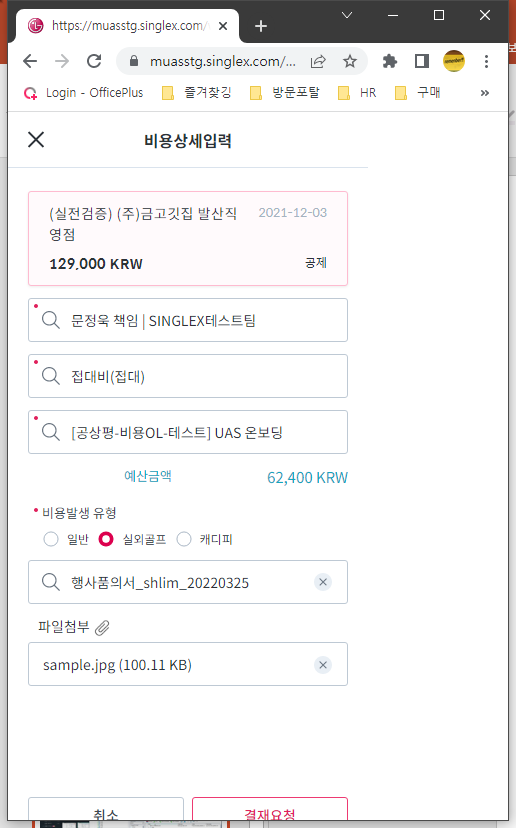 https://muasstg.singlex.com/
muasstg.singlex.com/...
Login - OfficePlus
즐겨찾깅
방문포탈
HR
구매
»
비용상세입력
(실전검증) (주)금고깃집 발산직
영점
2021-12-03
129,000 KRW
공제
문정욱 책임 | SINGLEX테스트팀
접대비(접대)
[공상평-비용OL-테스트] UAS 온보딩
예산금액
62,400 KRW
비용발생 유형
일반
실외골프
캐디피
행사품의서_shlim_20220325
파일첨부
sample.jpg (100.11 KB)
취소
결재요청